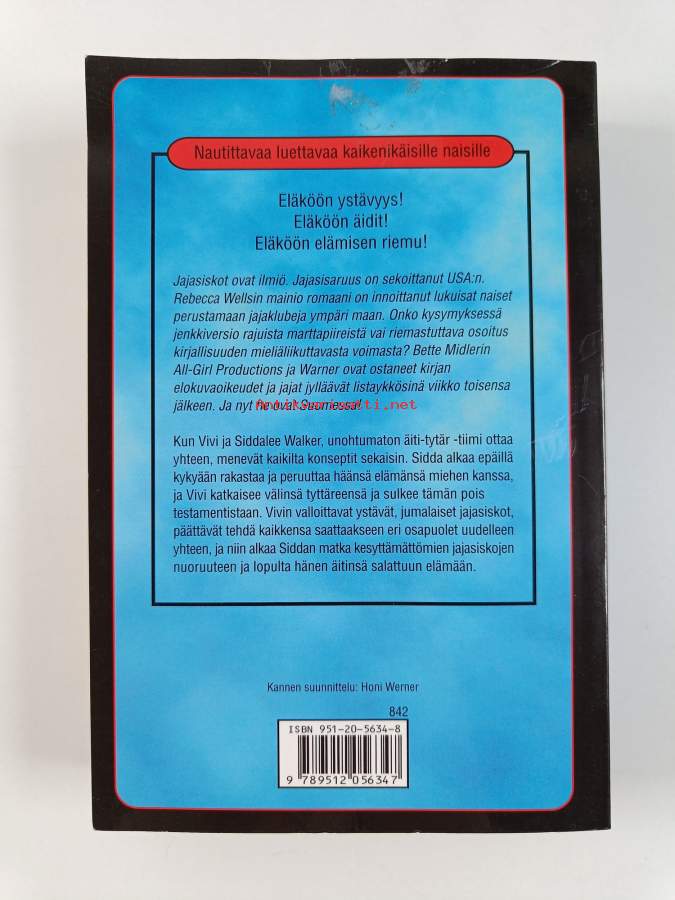 Nautittavaa luettavaa kaikenikäisille naisille
Eläköön ystävyys!
Eläköön äidit!
Eläköön elämisen riemu!
Jajasiskot ovat ilmiö. Jajasisaruus on sekoittanut USA:n.
Rebecca Wellsin mainio romaani on innoittanut lukuisat naiset
perustamaan jajaklubeja ympäri maan. Onko kysymyksessä
jenkkiversio rajuista marttapiireistä vai riemastuttava osoitus
kirjallisuuden mieliäliikuttavasta voimasta? Bette Midlerin
All-Girl Productions ja Warner ovat ostaneet kirjan
elokuvaoikeudet ja jajat jylläävät listaykkösinä viikko toisensa
jälkeen. Ja nyt ne ovat Suomessa!
antikvariaatti.net
Kun Vivi ja Siddalee Walker, unohtumaton äiti-tytär -tiimi ottaa
yhteen, menevät kaikilta konseptit sekaisin. Sidda alkaa epäillä
kykyään rakastaa ja peruuttaa häänsä elämänsä miehen kanssa,
ja Vivi katkaisee välinsä tyttäreensä ja sulkee tämän pois
testamentistaan. Vivin valloittavat ystävät, jumalaiset jajasiskot,
päättävät tehdä kaikkensa saattaakseen eri osapuolet uudelleen
yhteen, ja niin alkaa Siddan matka kesyttämättömien jajasiskojen
nuoruuteen ja lopulta hänen äitinsä salattuun elämään.
Kannen suunnittelu: Honi Werner
842
ISBN 951-20-5634-8
9 789512 056347